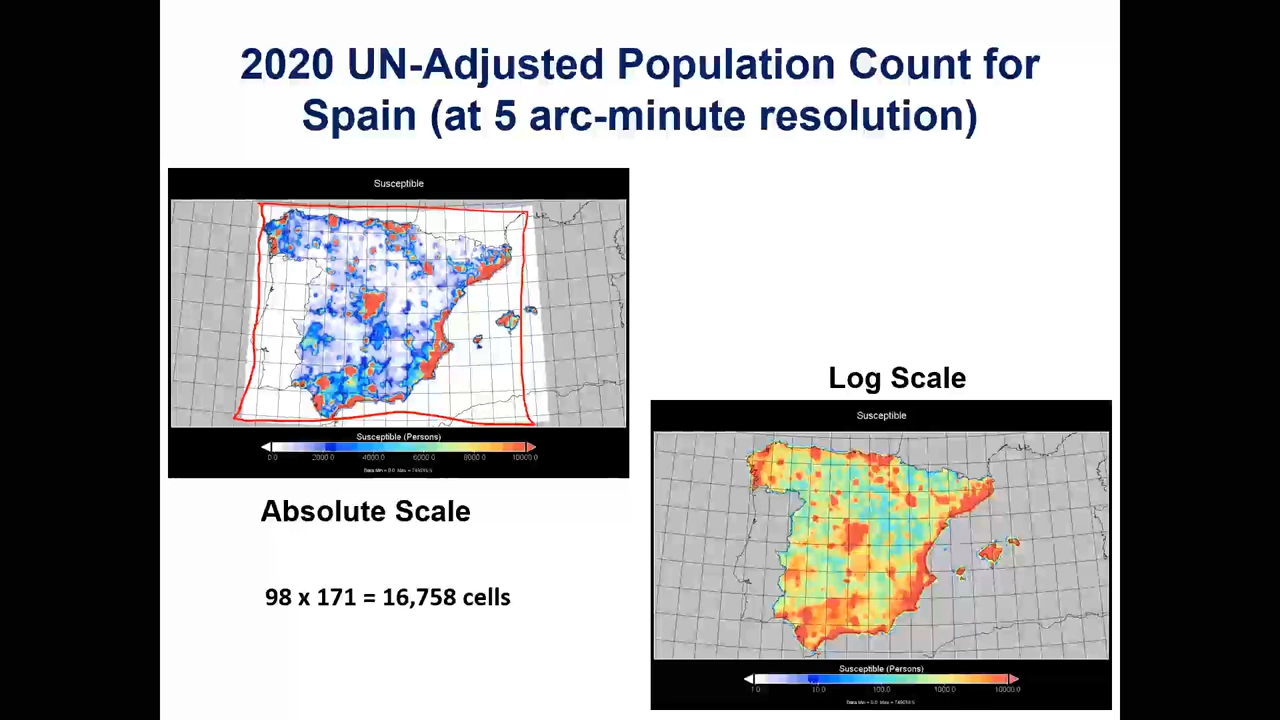 2020 UN-Adjusted Population Count for
Spain (at 5 arc-minute resolution)
Susceptible
Susceptible (Persons)
0.0 2000.0 4000.0 6000.0 8000.0 10000.0
Absolute Scale
98 x 171 = 16,758 cells
Log Scale
Susceptible
Susceptible (Persons)
1.0 10.0 100.0 1000.0 10000.0